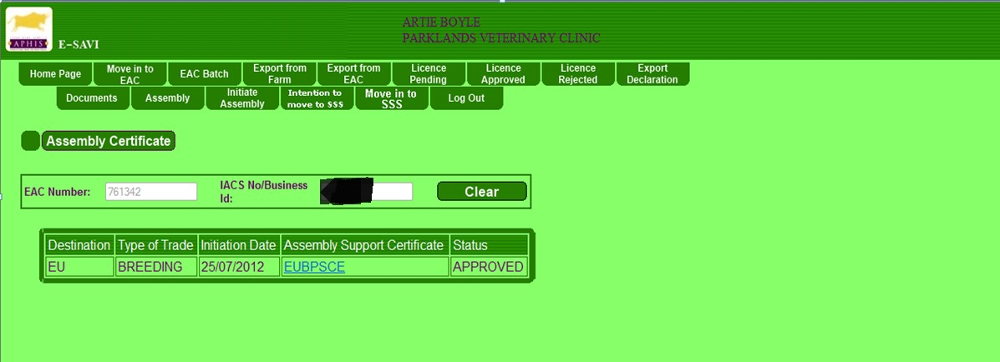 ARTIE BOYLE
PARKLANDS VETERINARY CLINIC
APHIS
E-SAVI
Home Page
Move in to
EAC
EAC Batch
Export from
Farm
Export from
EAC
Licence
Pending
Licence
Approved
Licence
Rejected
Export
Declaration
Documents
Assembly
Initiate
Assembly
Intention to
move to SSS
Move in to
SSS
Log Out
Assembly Certificate
EAC Number: 761342
IACS No/Business
Id:
Clear
Destination Type of Trade Initiation Date Assembly Support Certificate Status
EU BREEDING 25/07/2012 EUBPSCE APPROVED